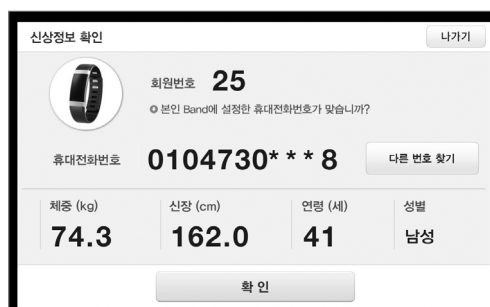 신상정보 확인 나가기
회원번호 25
본인 Band에 설정한 휴대전화번호가 맞습니까?
휴대전화번호 0104730***8 다른 번호 찾기
체중 (kg) 신장 (cm) 연령 (세) 성별
74.3 162.0 41 남성
확 인